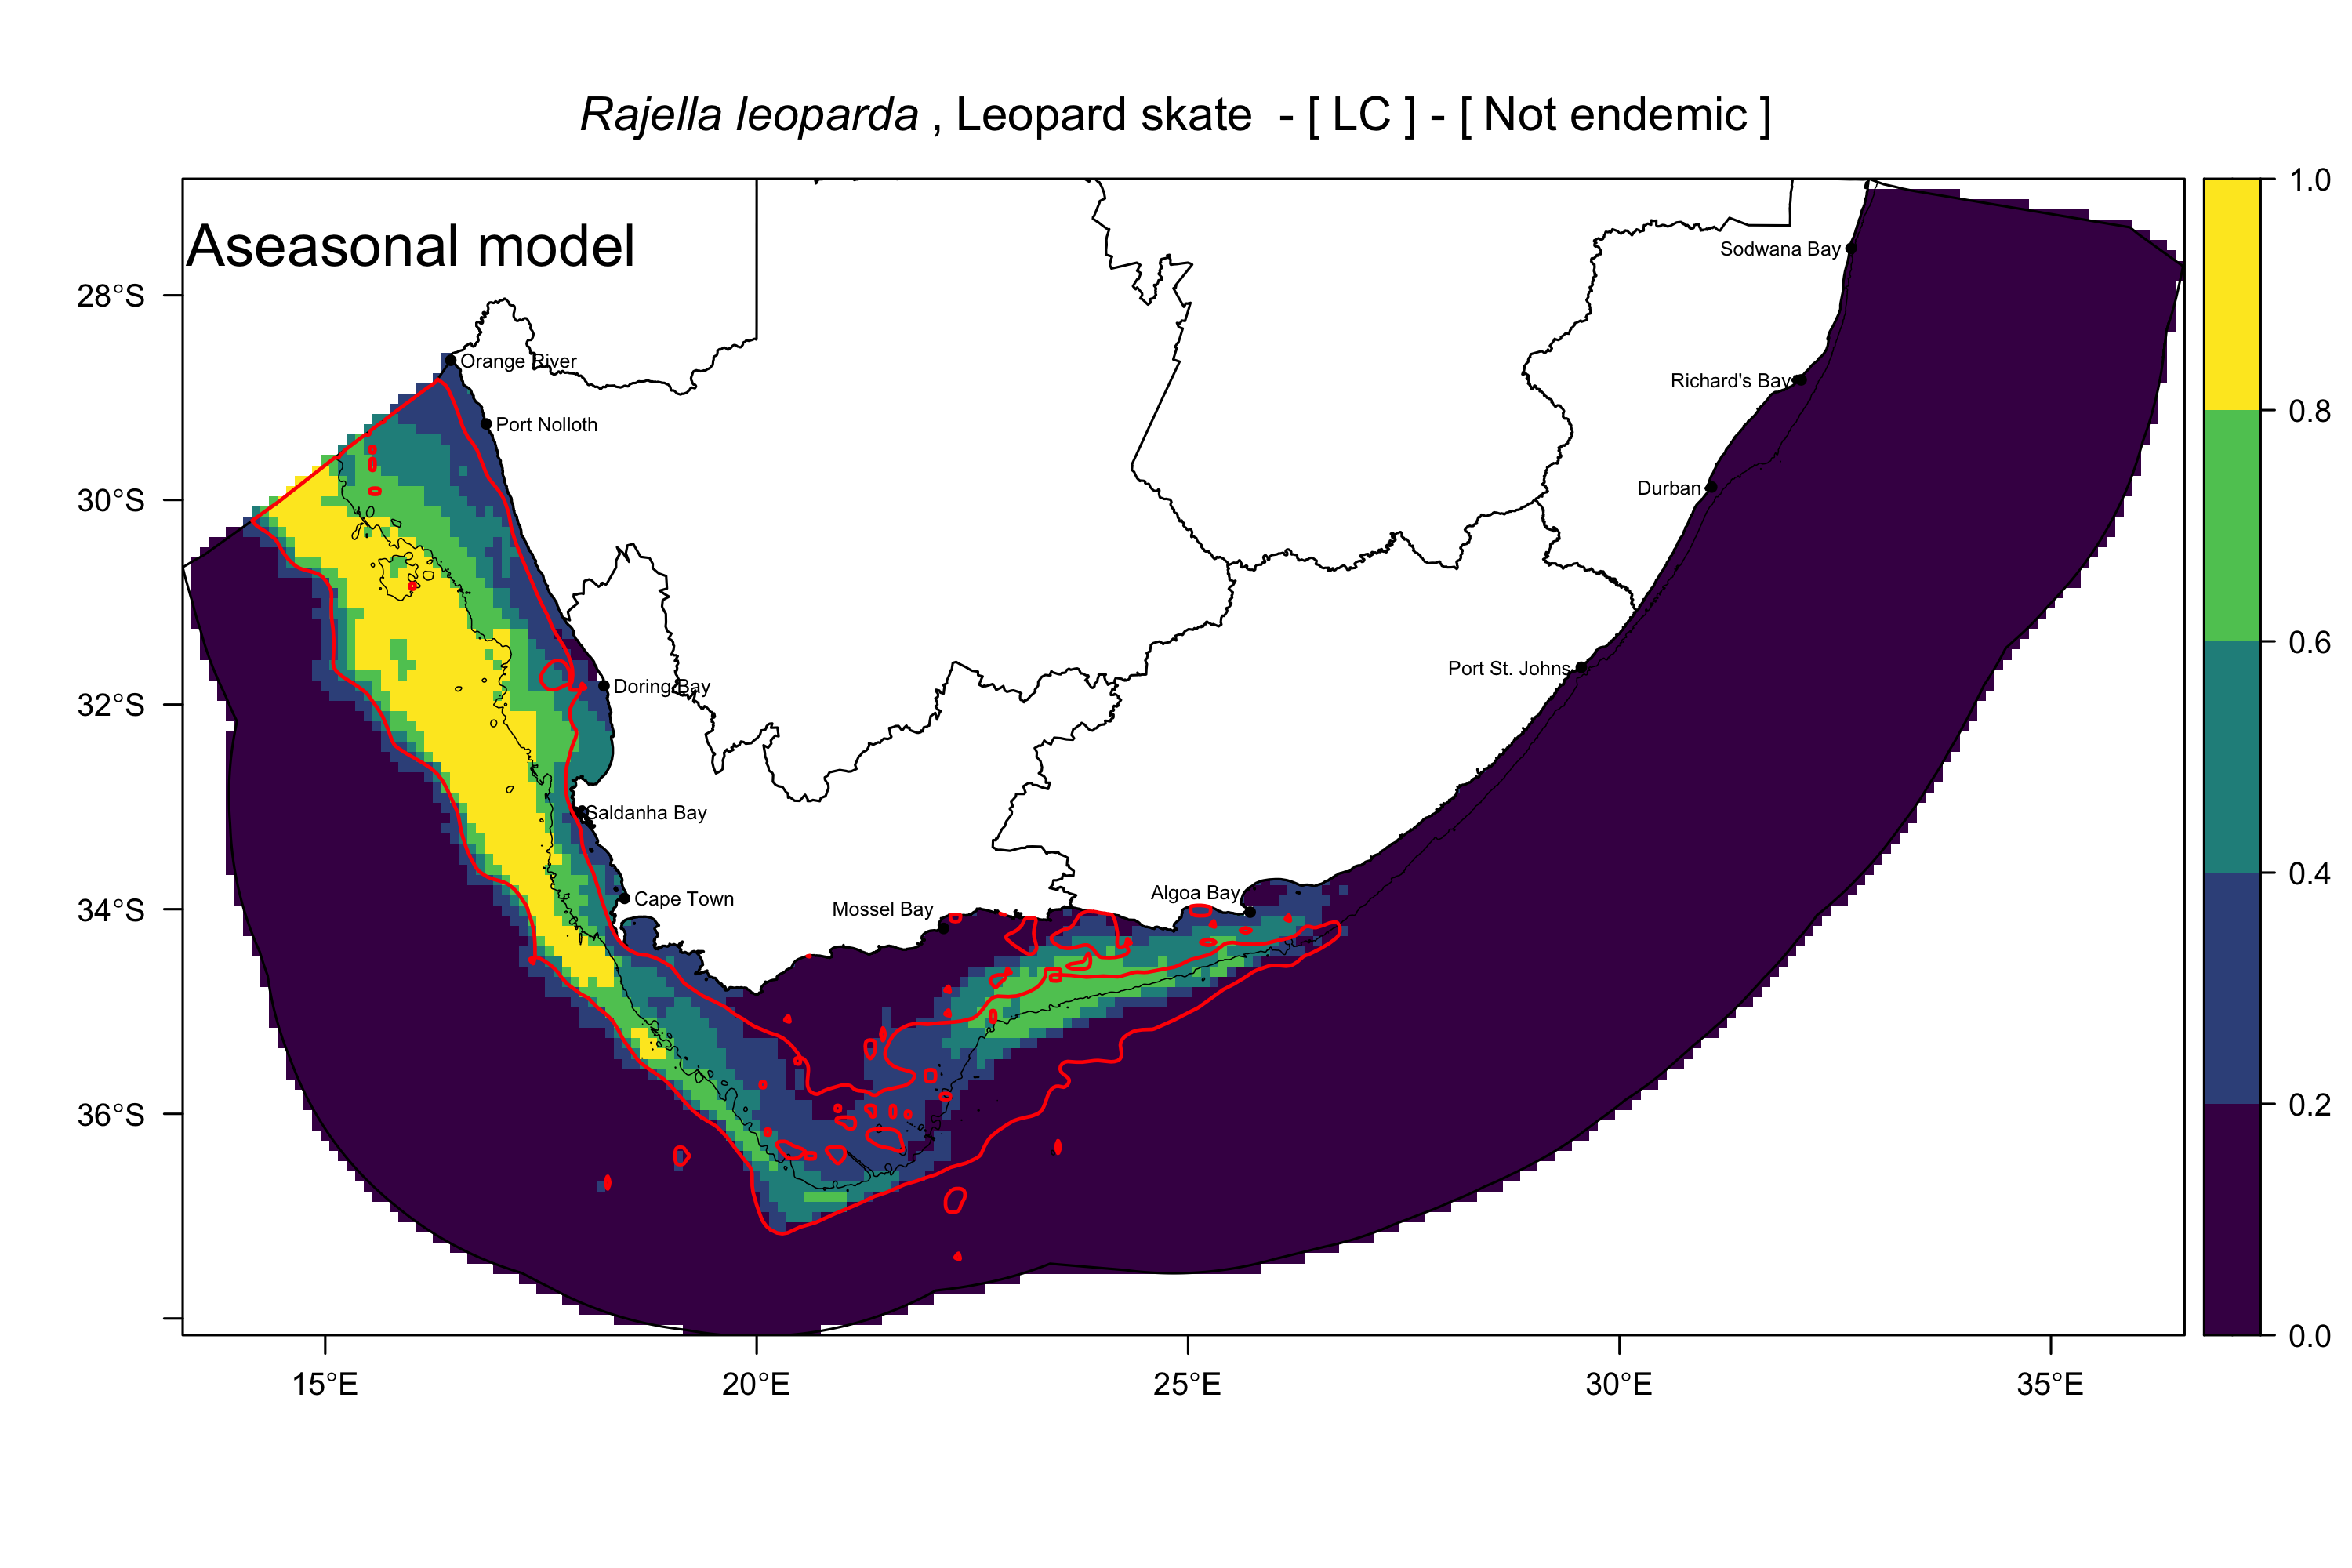 Rajella leoparda , Leopard skate - [ LC ] - [ Not endemic ]
Aseasonal model
1.0
0.8
0.6
0.4
0.2
0.0
28°S
30°S
32°S
34°S
36°S
15°E
20°E
25°E
30°E
35°E
Sodwana Bay
Orange River
Richard's Bay
Port Nolloth
Durban
Port St. Johns
Doring Bay
Saldanha Bay
Algoa Bay
Cape Town
Mossel Bay